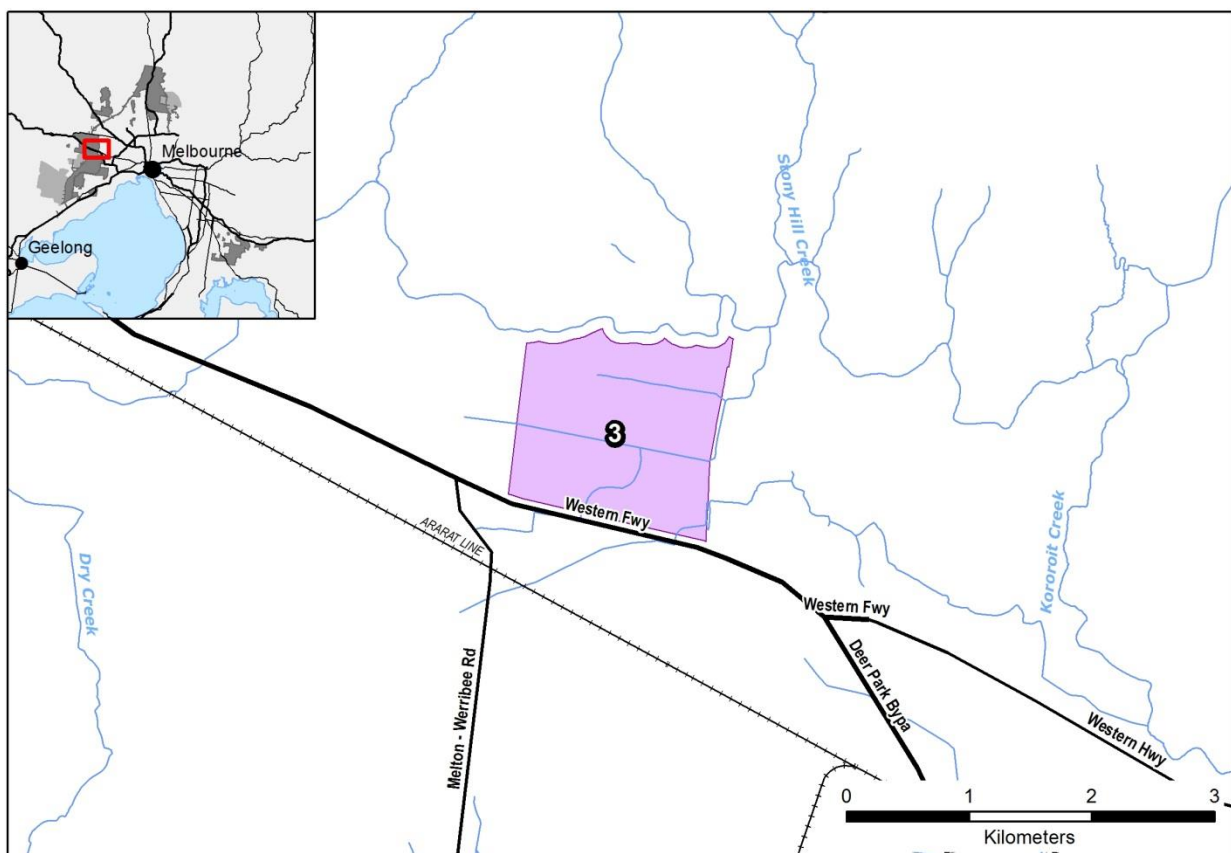 Melbourne
Geelong
Stony Hill Creek
3
Western Fwy
ARARAT LINE
Dry Creek
Kororoit Creek
Western Fwy
Melton - Werribee Rd
Deer Park Bypa
Western Hwy
0 1 2 3
Kilometers